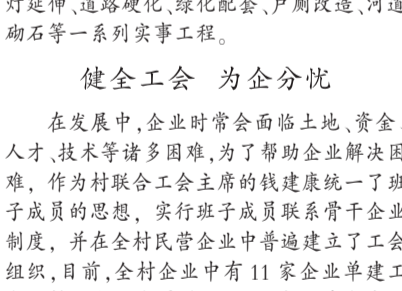 灯延伸、道路硬化、绿化配套、户厕改造、河道
砌石等一系列实事工程。
健全工会 为企分忧
在发展中,企业时常会面临土地、资金、
人才、技术等诸多困难,为了帮助企业解决困
难，作为村联合工会主席的钱建康统一了班
子成员的思想，实行班子成员联系骨干企业
制度，并在全村民营企业中普遍建立了工会
组织,目前,全村企业中有 11 家企业单建工